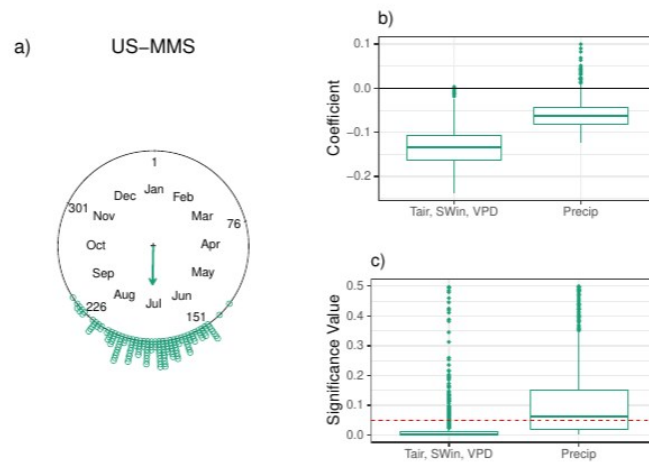 a)
US−MMS
1
Jan
Feb
Mar
76
Apr
May
Jun
151
Jul
Aug
226
Sep
Oct
Nov
301
Dec
b)
Coefficient
0.1
0.0
−0.1
−0.2
Tair, SWin, VPD
Precip
c)
Significance Value
0.5
0.4
0.3
0.2
0.1
0.0
Tair, SWin, VPD
Precip